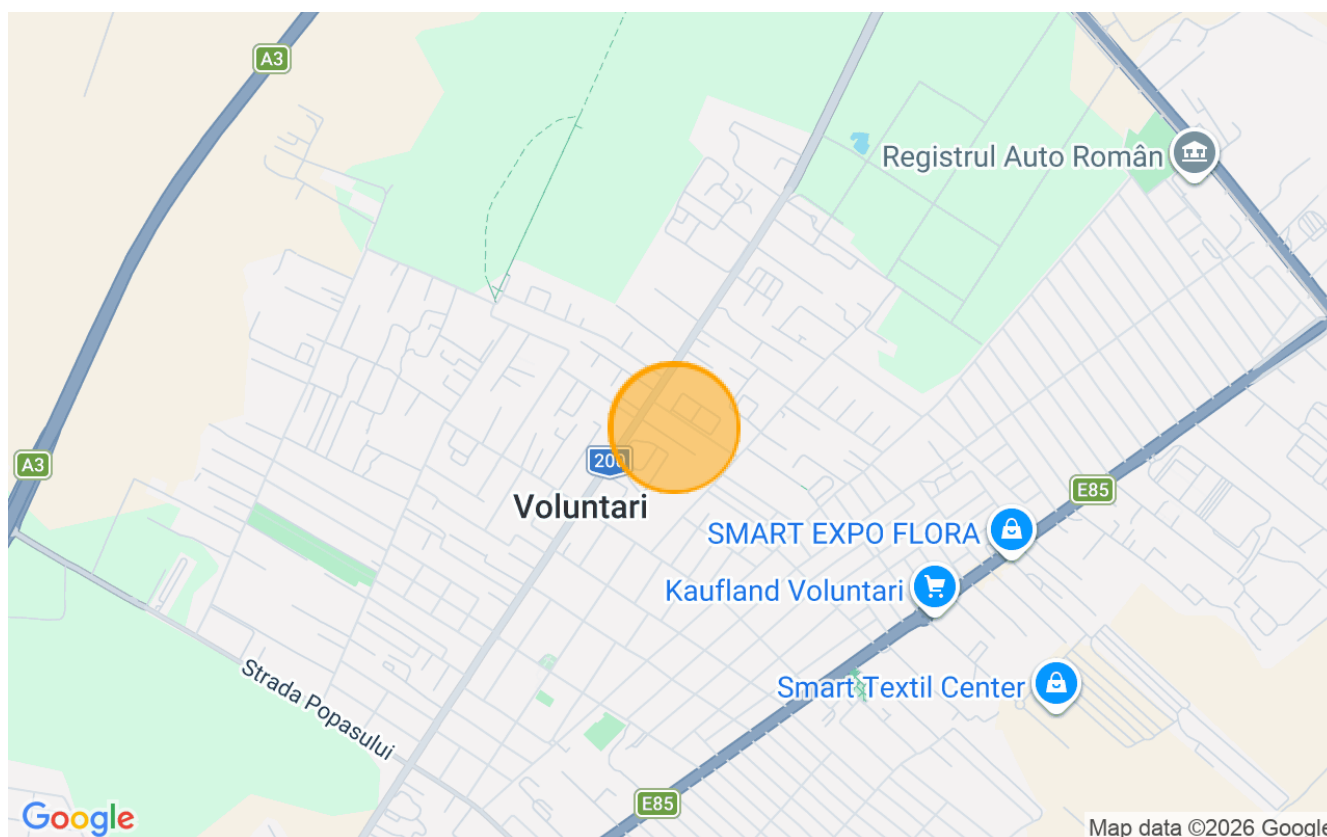 A3
Registrul Auto Român
200
A3
E85
Voluntari
SMART EXPO FLORA
Kaufland Voluntari
Smart Textil Center
Strada Popasului
E85
Google
Map data ©2026 Google